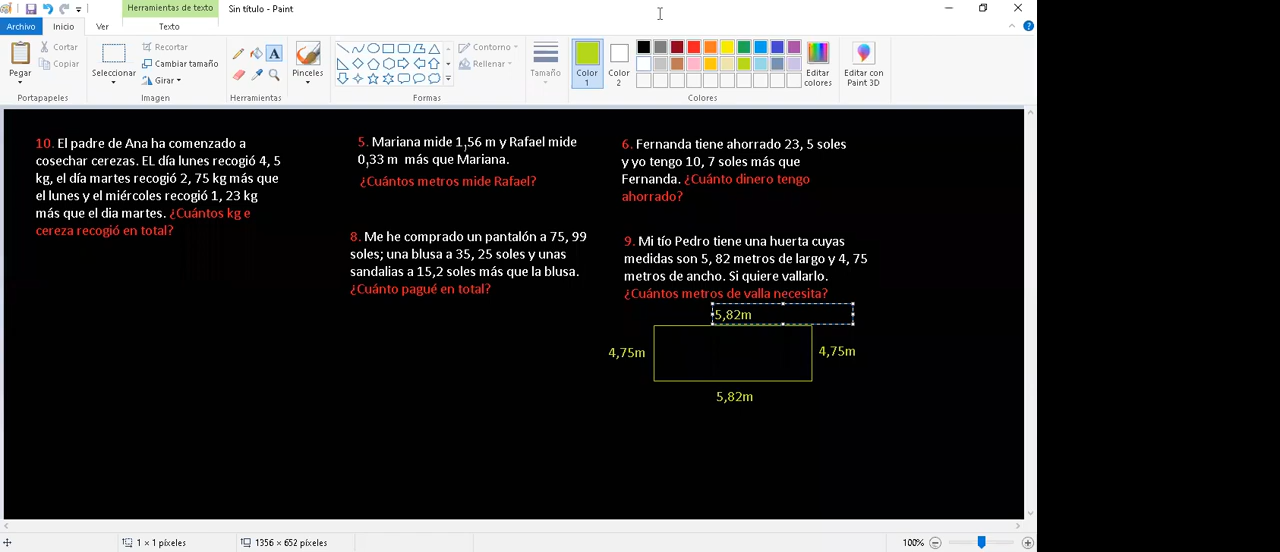 Herramientas de texto
Sin título - Paint
Archivo
Inicio
Ver
Texto
Pegar
Cortar
Copiar
Portapapeles
Seleccionar
Recortar
Cambiar tamaño
Girar
Imagen
A
Herramientas
Pinceles
Contorno
Rellenar
Formas
Tamaño
Color
1
Color
2
Colores
Editar
colores
Editar con
Paint 3D
10. El padre de Ana ha comenzado a
cosechar cerezas. EL día lunes recogió 4, 5
kg, el día martes recogió 2, 75 kg más que
el lunes y el miércoles recogió 1, 23 kg
más que el dia martes. ¿Cuántos kg e
cereza recogió en total?
5. Mariana mide 1,56 m y Rafael mide
0,33 m más que Mariana.
¿Cuántos metros mide Rafael?
8. Me he comprado un pantalón a 75, 99
soles; una blusa a 35, 25 soles y unas
sandalias a 15,2 soles más que la blusa.
¿Cuánto pagué en total?
6. Fernanda tiene ahorrado 23, 5 soles
y yo tengo 10, 7 soles más que
Fernanda. ¿Cuánto dinero tengo
ahorrado?
9. Mi tío Pedro tiene una huerta cuyas
medidas son 5, 82 metros de largo y 4, 75
metros de ancho. Si quiere vallarlo.
¿Cuántos metros de valla necesita?
5,82m
4,75m
4,75m
5,82m
1 × 1 píxeles
1356 × 652 píxeles
100%